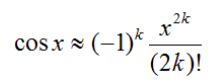 cos x ≈ (−1)^k x^{2k} / (2k)!